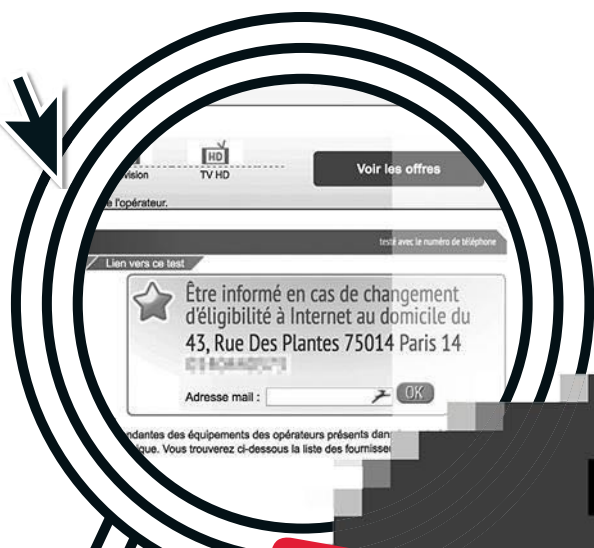 HD
vision TV HD
Voir les offres
e l'opérateur.
testé avec le numéro de téléphone
Lien vers ce test
Être informé en cas de changement
d'éligibilité à Internet au domicile du
43, Rue Des Plantes 75014 Paris 14
Adresse mail :
OK
ndantes des équipements des opérateurs présents dans
ique. Vous trouverez ci-dessous la liste des fournisse